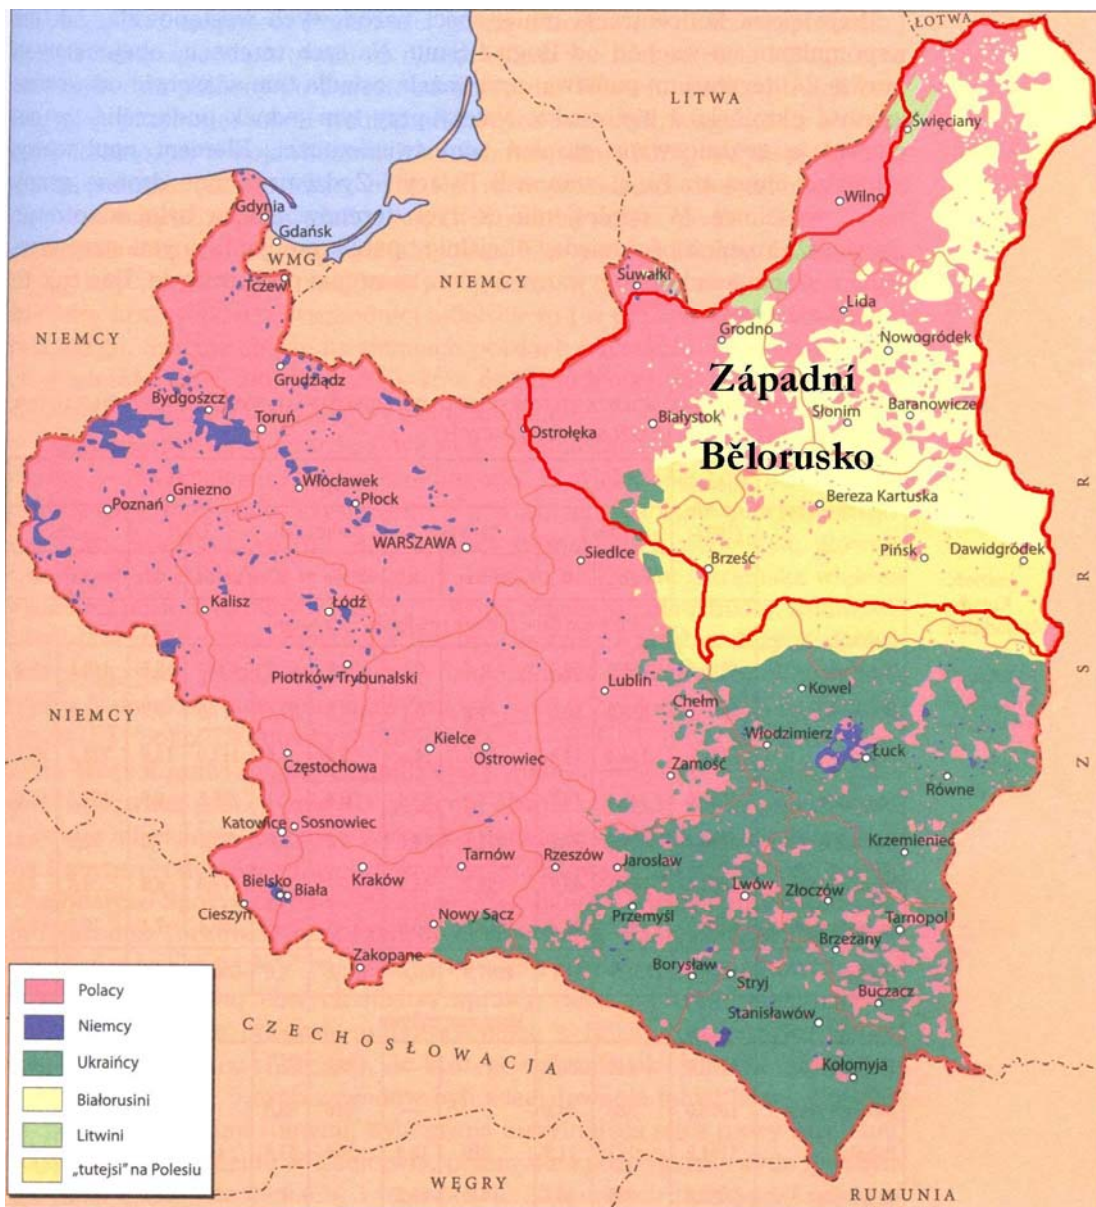 ŁOTWA
LITWA
Święciany
Wilno
Gdynia
Gdańsk
WMG
Tczew
NIEMCY
Suwałki
NIEMCY
Lida
Grodno
Nowogródek
Grudziądz
Západní
Bydgoszcz
Toruń
Ostrołęka
Białystok
Słonim
Baranowicze
Bělorusko
Włocławek
Gniezno
Płock
Poznań
Bereza Kartuska
WARSZAWA
Siedlce
Brześć
Pińsk
Dawidgródek
ZSRR
Kalisz
Łódź
Piotrków Trybunalski
Lublin
Kowel
Chełm
NIEMCY
Włodzimierz
Kielce
Ostrowiec
Łuck
Częstochowa
Zamość
Równe
Katowice
Sosnowiec
Krzemieniec
Tarnów
Rzeszów
Jarosław
Bielsko
Biała
Kraków
Lwów
Złoczów
Cieszyn
Nowy Sącz
Przemyśl
Tarnopol
Brzeżany
Zakopane
Borysław
Stryj
Buczacz
Stanisławów
CZECHOSŁOWACJA
Kołomyja
WĘGRY
RUMUNIA
Polacy
Niemcy
Ukraińcy
Białorusini
Litwini
„tutejsi” na Polesiu